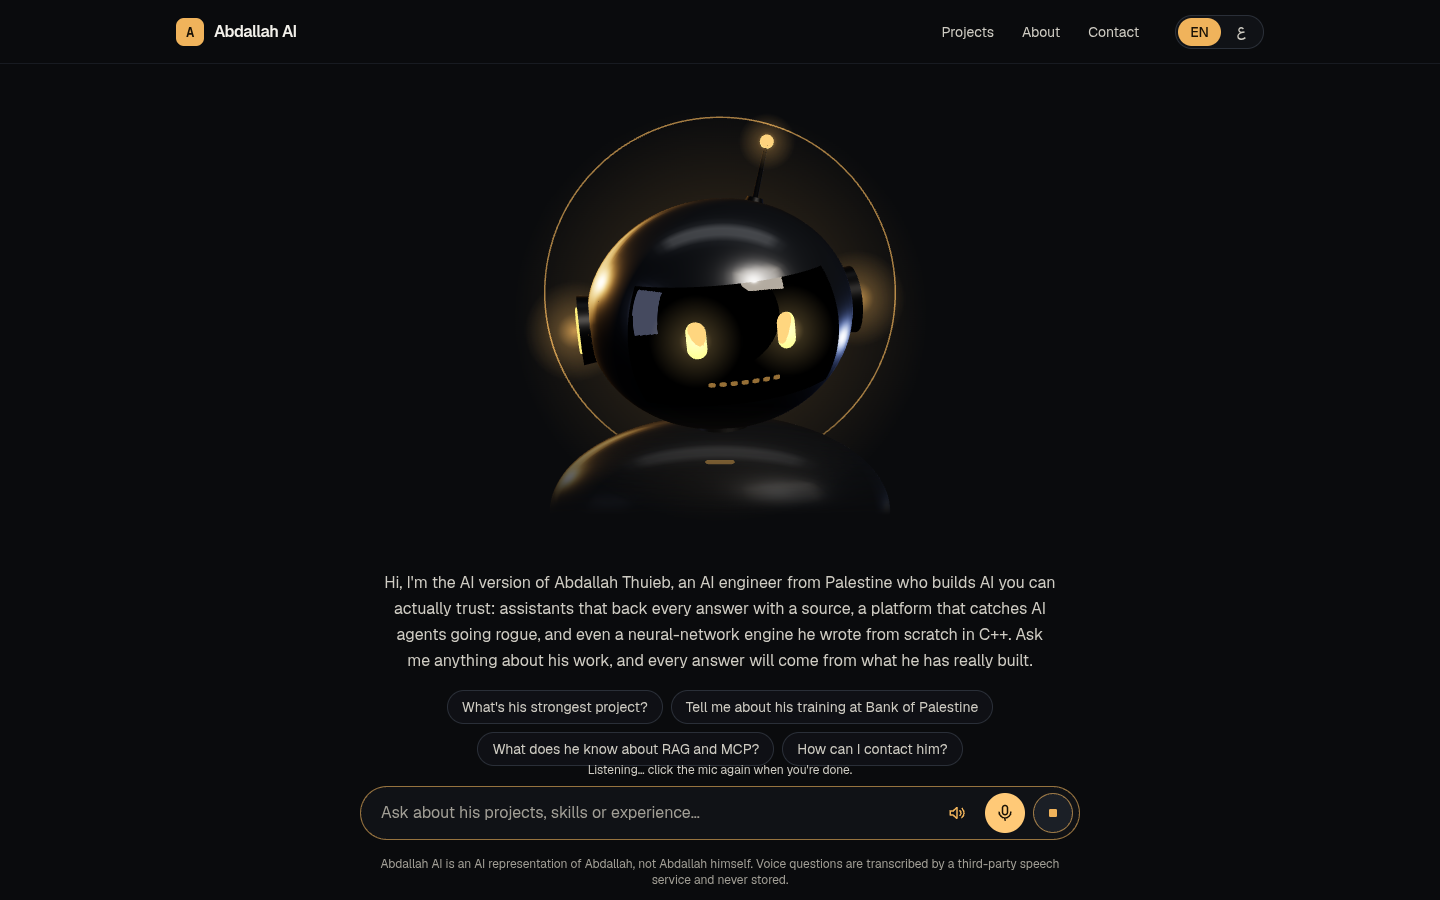 A Abdallah AI
Projects About Contact EN ع
Hi, I'm the AI version of Abdallah Thuieb, an AI engineer from Palestine who builds AI you can
actually trust: assistants that back every answer with a source, a platform that catches AI
agents going rogue, and even a neural-network engine he wrote from scratch in C++. Ask
me anything about his work, and every answer will come from what he has really built.
What's his strongest project? Tell me about his training at Bank of Palestine
What does he know about RAG and MCP? How can I contact him?
Listening… click the mic again when you're done.
Ask about his projects, skills or experience…
Abdallah AI is an AI representation of Abdallah, not Abdallah himself. Voice questions are transcribed by a third-party speech
service and never stored.